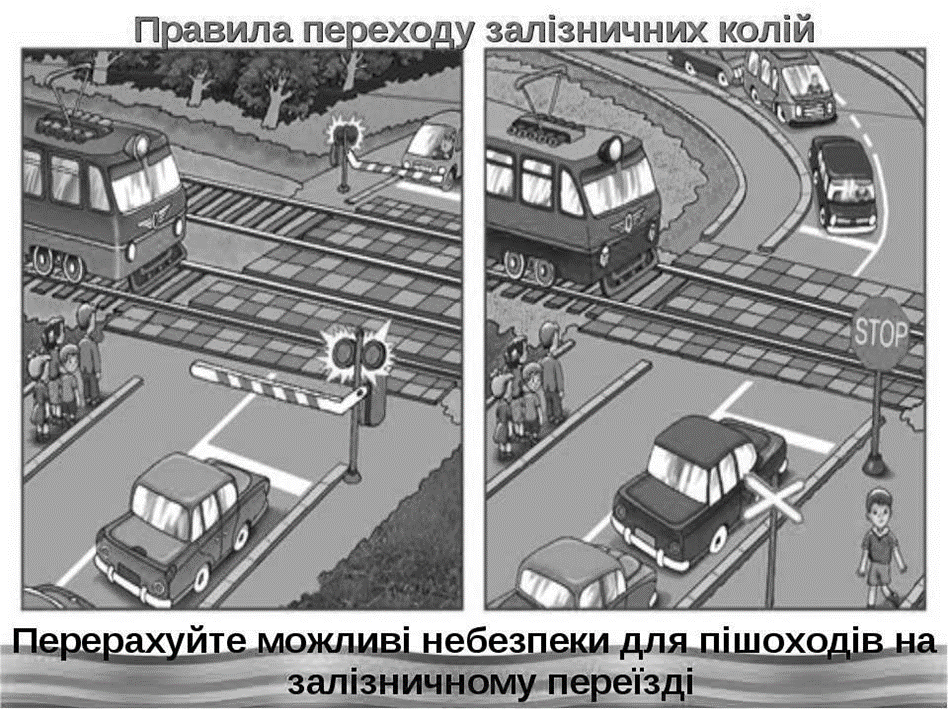 Правила переходу залізничних колій
STOP
Перерахуйте можливі небезпеки для пішоходів на
залізничному переїзді